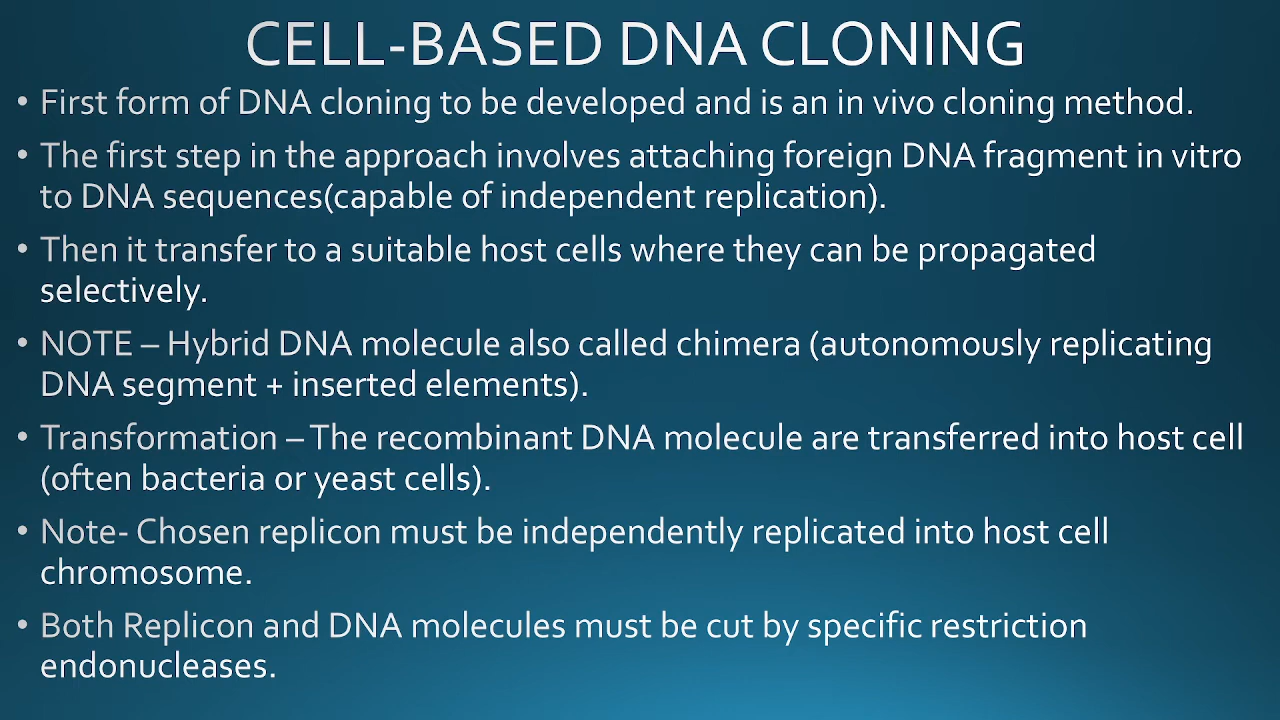 CELL-BASED DNA CLONING
• First form of DNA cloning to be developed and is an in vivo cloning method.
• The first step in the approach involves attaching foreign DNA fragment in vitro
to DNA sequences(capable of independent replication).
• Then it transfer to a suitable host cells where they can be propagated
selectively.
• NOTE – Hybrid DNA molecule also called chimera (autonomously replicating
DNA segment + inserted elements).
• Transformation – The recombinant DNA molecule are transferred into host cell
(often bacteria or yeast cells).
• Note- Chosen replicon must be independently replicated into host cell
chromosome.
• Both Replicon and DNA molecules must be cut by specific restriction
endonucleases.